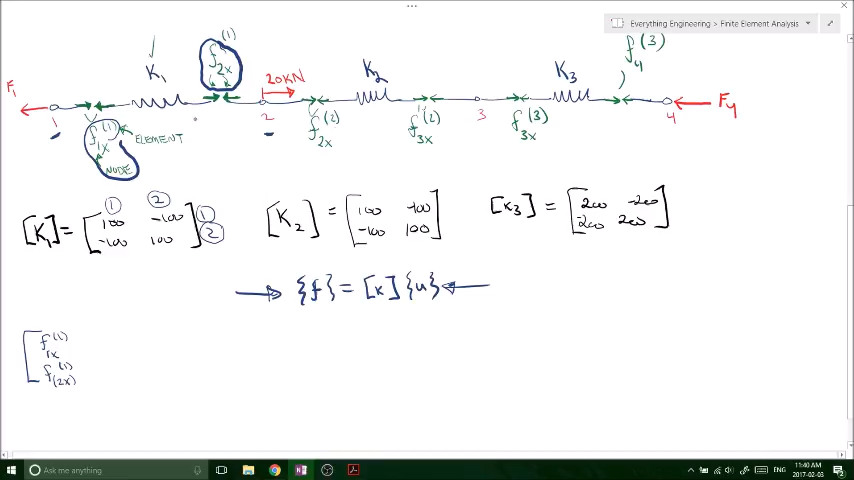 Everything Engineering > Finite Element Analysis
f 4 (3)
f 2x (1)
F1 K1 20KN K2 K3 F4
1 2 3 4
f 1x (1) ELEMENT f 2x (2) f 3x (2) f 3x (3)
NODE
[K1] = [100 -100 -100 100] 1 2 1 2
[K2] = [100 -100 -100 100]
[K3] = [200 -200 -200 200]
{f} = [K]{u}
f 1x (1)
f (2x) (1)
Ask me anything
ENG
11:40 AM
2017-02-03